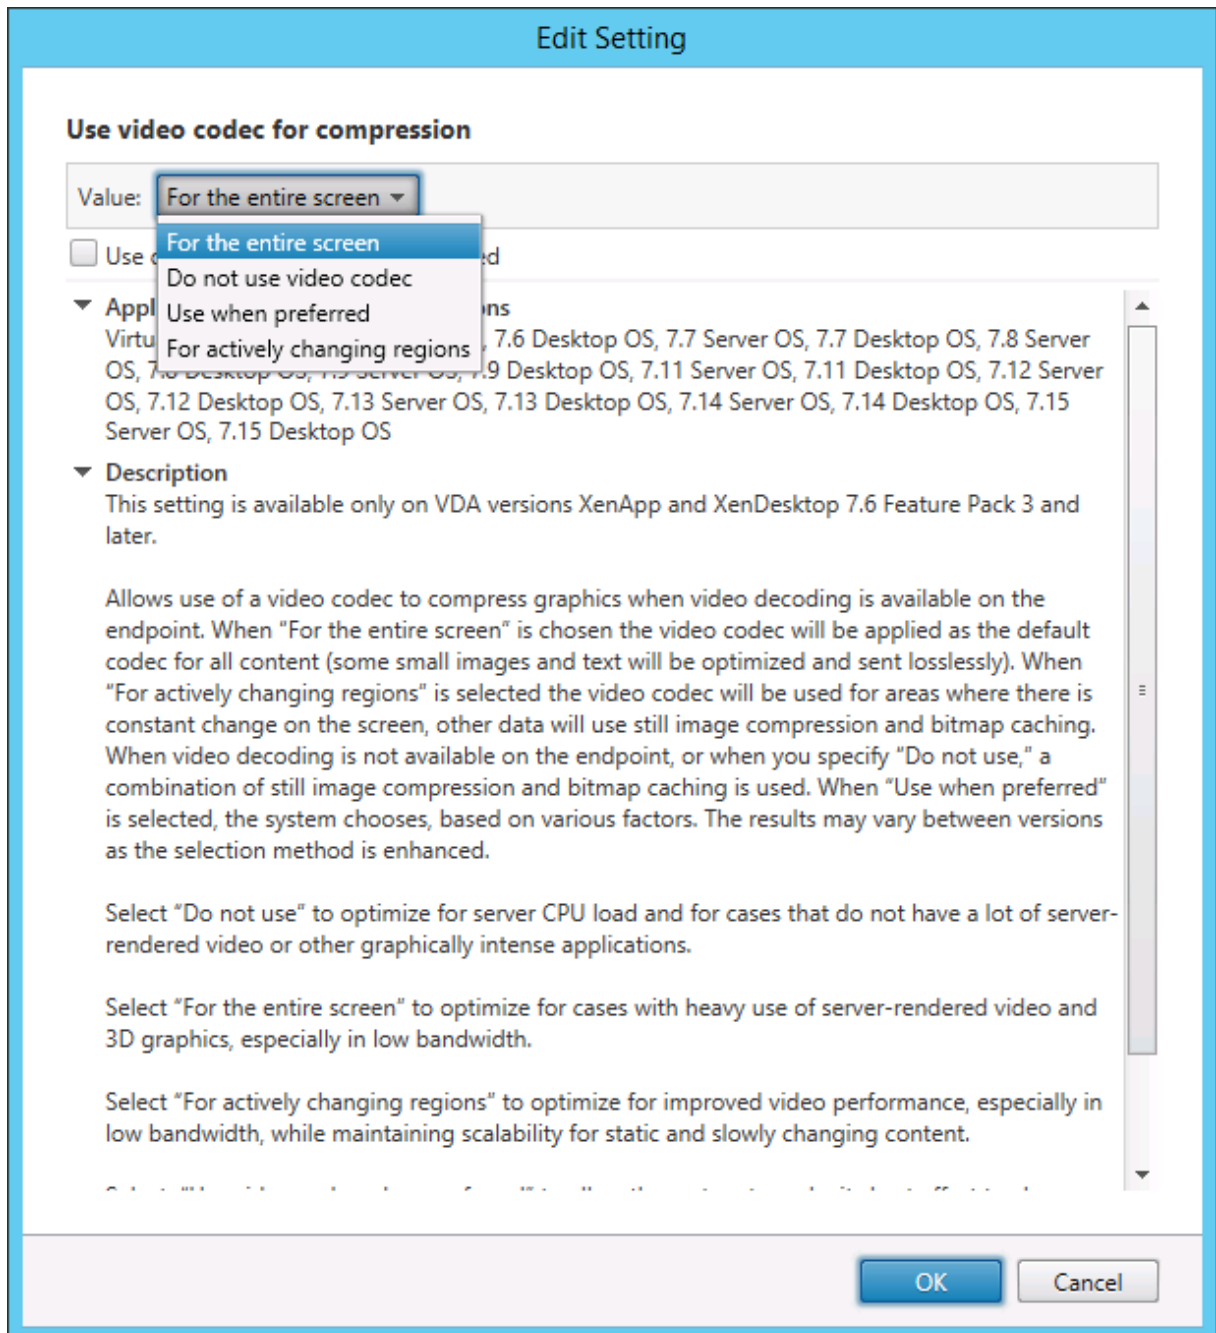 Edit Setting
Use video codec for compression
Value: For the entire screen
For the entire screen
Do not use video codec
Use when preferred
For actively changing regions
Use
Virtu , 7.6 Desktop OS, 7.7 Server OS, 7.7 Desktop OS, 7.8 Server
OS, 7.8 Desktop OS, 7.9 Server OS, 7.9 Desktop OS, 7.11 Server OS, 7.11 Desktop OS, 7.12 Server
OS, 7.12 Desktop OS, 7.13 Server OS, 7.13 Desktop OS, 7.14 Server OS, 7.14 Desktop OS, 7.15
Server OS, 7.15 Desktop OS
Description
This setting is available only on VDA versions XenApp and XenDesktop 7.6 Feature Pack 3 and
later.
Allows use of a video codec to compress graphics when video decoding is available on the
endpoint. When “For the entire screen” is chosen the video codec will be applied as the default
codec for all content (some small images and text will be optimized and sent losslessly). When
“For actively changing regions” is selected the video codec will be used for areas where there is
constant change on the screen, other data will use still image compression and bitmap caching.
When video decoding is not available on the endpoint, or when you specify “Do not use,” a
combination of still image compression and bitmap caching is used. When “Use when preferred”
is selected, the system chooses, based on various factors. The results may vary between versions
as the selection method is enhanced.
Select “Do not use” to optimize for server CPU load and for cases that do not have a lot of server-
rendered video or other graphically intense applications.
Select “For the entire screen” to optimize for cases with heavy use of server-rendered video and
3D graphics, especially in low bandwidth.
Select “For actively changing regions” to optimize for improved video performance, especially in
low bandwidth, while maintaining scalability for static and slowly changing content.
OK
Cancel